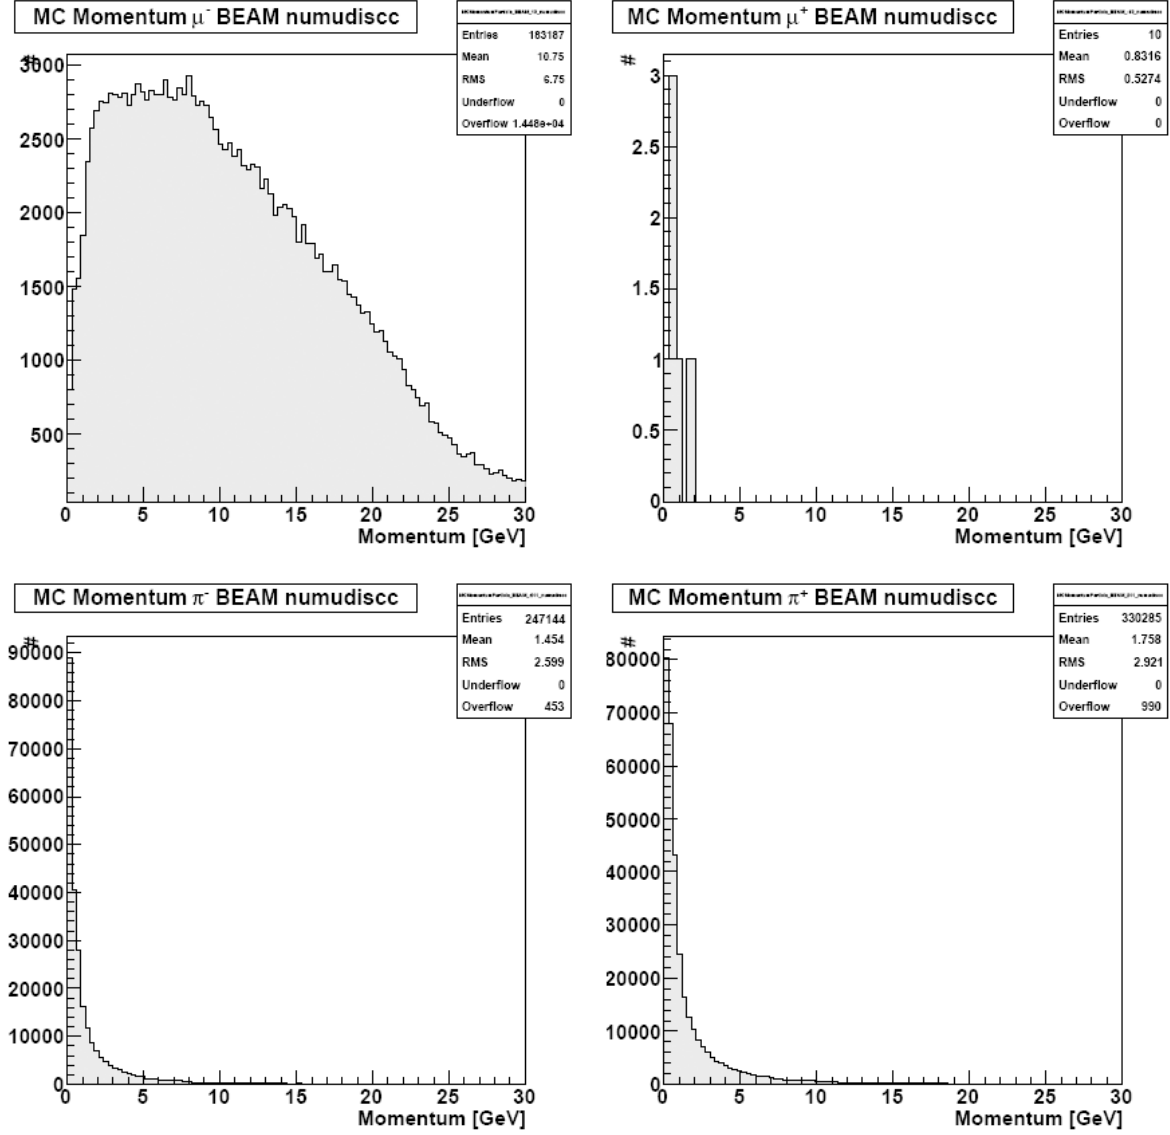 MC Momentum μ⁻ BEAM numudiscc
Entries 183187
Mean 10.75
RMS 6.75
Underflow 0
Overflow 1.448e+04
#
3000
2500
2000
1500
1000
500
0 5 10 15 20 25 30
Momentum [GeV]
MC Momentum μ⁺ BEAM numudiscc
Entries 10
Mean 0.8316
RMS 0.5274
Underflow 0
Overflow 0
#
3
2.5
2
1.5
1
0.5
0
0 5 10 15 20 25 30
Momentum [GeV]
MC Momentum π⁻ BEAM numudiscc
Entries 247144
Mean 1.454
RMS 2.599
Underflow 0
Overflow 453
#
90000
80000
70000
60000
50000
40000
30000
20000
10000
0
0 5 10 15 20 25 30
Momentum [GeV]
MC Momentum π⁺ BEAM numudiscc
Entries 330285
Mean 1.758
RMS 2.921
Underflow 0
Overflow 990
#
80000
70000
60000
50000
40000
30000
20000
10000
0
0 5 10 15 20 25 30
Momentum [GeV]